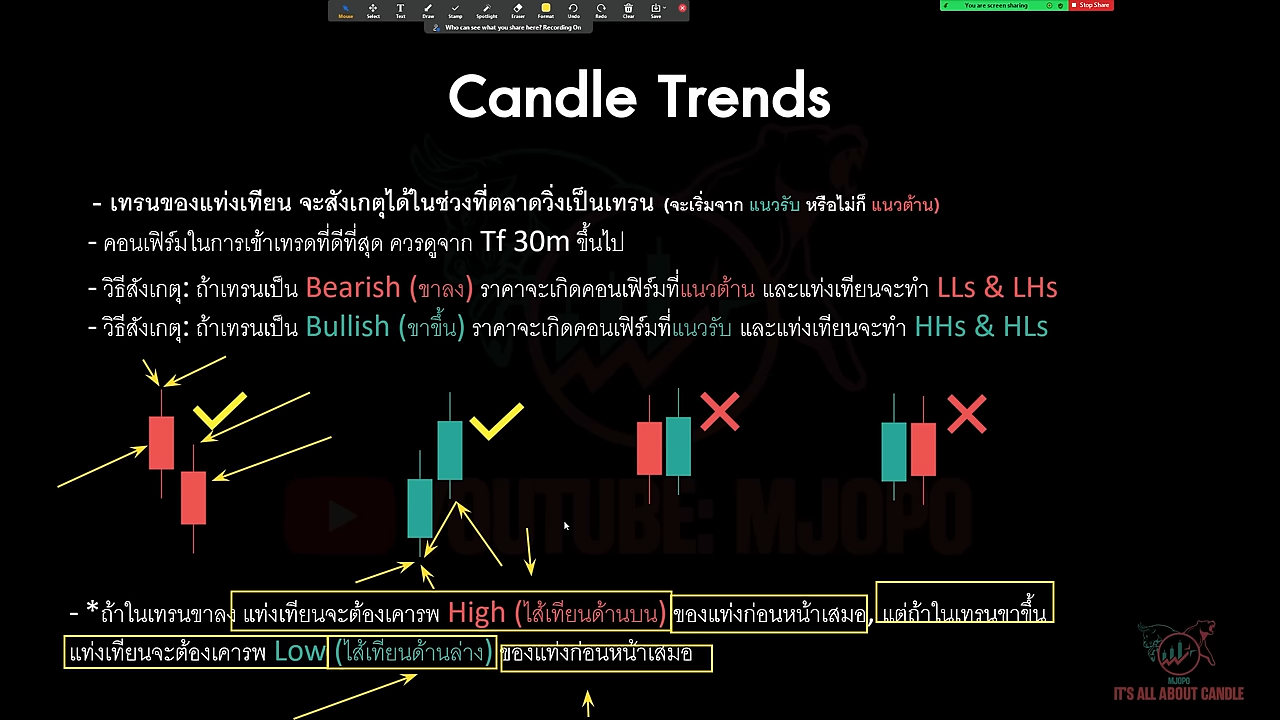 Mouse Select Text Draw Stamp Spotlight Eraser Format Undo Redo Clear Save
You are screen sharing Stop Share
Who can see what you share here? Recording On
Candle Trends
- เทรนของแท่งเทียน จะสังเกตุได้ในช่วงที่ตลาดวิ่งเป็นเทรน (จะเริ่มจาก แนวรับ หรือไม่ก็ แนวต้าน)
- คอนเฟิร์มในการเข้าเทรดที่ดีที่สุด ควรดูจาก Tf 30m ขึ้นไป
- วิธีสังเกตุ: ถ้าเทรนเป็น Bearish (ขาลง) ราคาจะเกิดคอนเฟิร์มที่แนวต้าน และแท่งเทียนจะทำ LLs & LHs
- วิธีสังเกตุ: ถ้าเทรนเป็น Bullish (ขาขึ้น) ราคาจะเกิดคอนเฟิร์มที่แนวรับ และแท่งเทียนจะทำ HHs & HLs
YOUTUBE: MJOPO
- *ถ้าในเทรนขาลง แท่งเทียนจะต้องเคารพ High (ไส้เทียนด้านบน) ของแท่งก่อนหน้าเสมอ, แต่ถ้าในเทรนขาขึ้น
แท่งเทียนจะต้องเคารพ Low (ไส้เทียนด้านล่าง) ของแท่งก่อนหน้าเสมอ
MJOPO
IT'S ALL ABOUT CANDLE